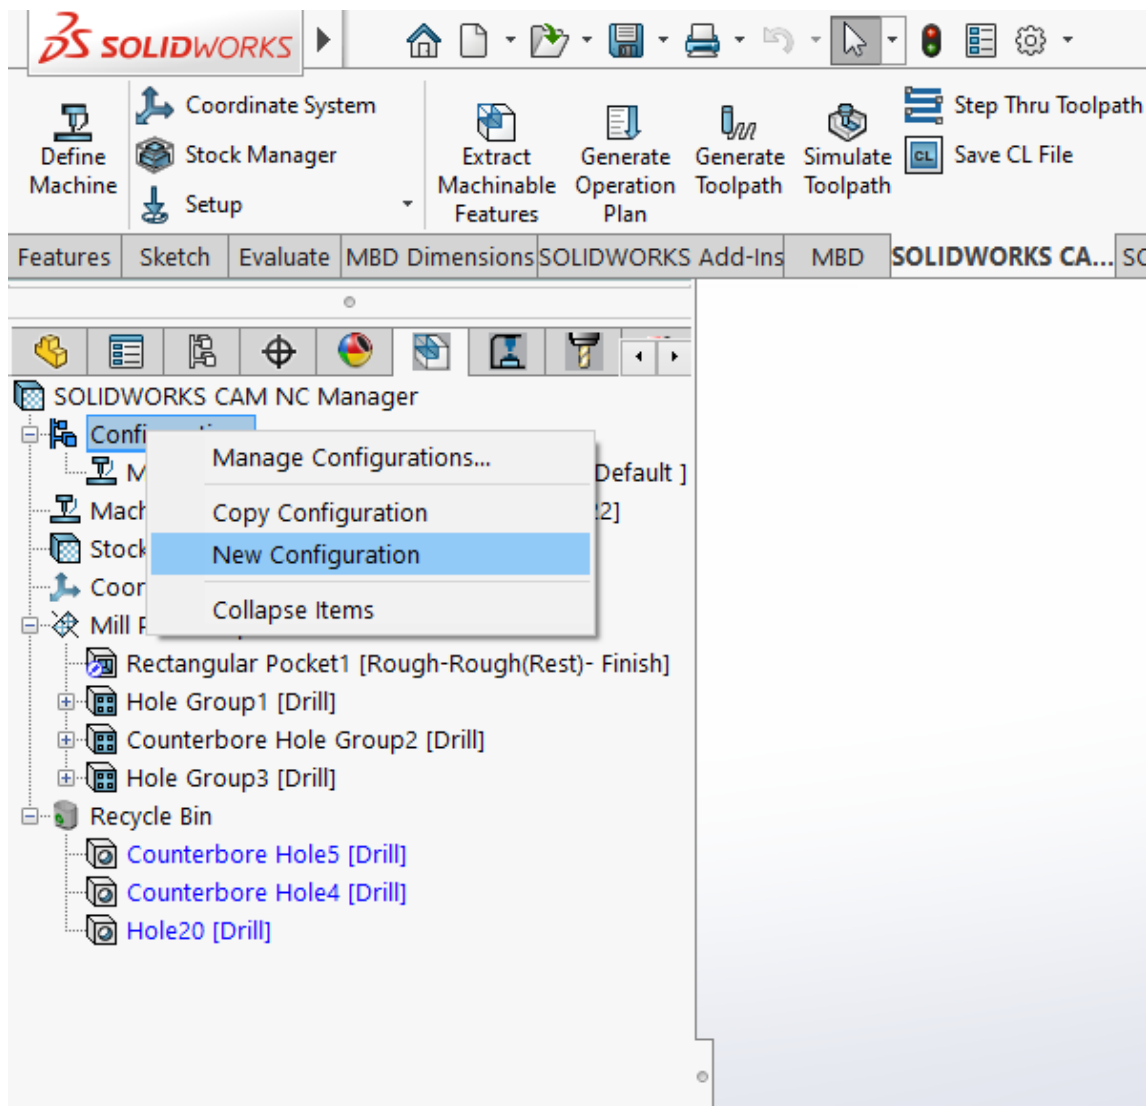 SOLIDWORKS
Coordinate System
Stock Manager
Setup
Define
Machine
Extract
Machinable
Features
Generate
Operation
Plan
Generate
Toolpath
Simulate
Toolpath
Step Thru Toolpath
CL Save CL File
Features Sketch Evaluate MBD Dimensions SOLIDWORKS Add-Ins MBD SOLIDWORKS CA... SO
SOLIDWORKS CAM NC Manager
Manage Configurations...
Default ]
Copy Configuration
2]
New Configuration
Collapse Items
Rectangular Pocket1 [Rough-Rough(Rest)- Finish]
Hole Group1 [Drill]
Counterbore Hole Group2 [Drill]
Hole Group3 [Drill]
Recycle Bin
Counterbore Hole5 [Drill]
Counterbore Hole4 [Drill]
Hole20 [Drill]